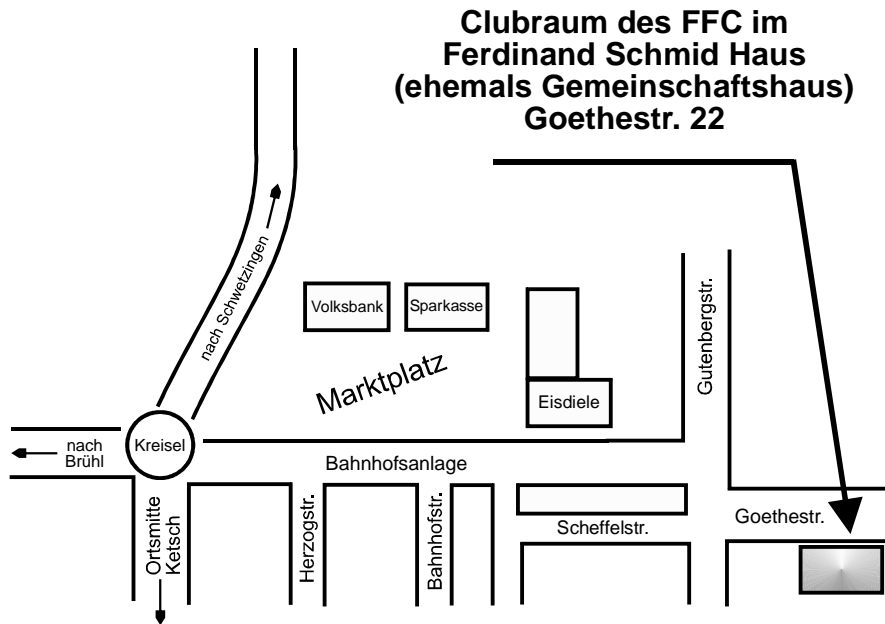 Clubraum des FFC im
Ferdinand Schmid Haus
(ehemals Gemeinschaftshaus)
Goethestr. 22
nach Schwetzingen
Volksbank
Sparkasse
Gutenbergstr.
Marktplatz
Eisdiele
Kreisel
nach
Brühl
Bahnhofsanlage
Ortsmitte
Ketsch
Herzogstr.
Bahnhofstr.
Scheffelstr.
Goethestr.